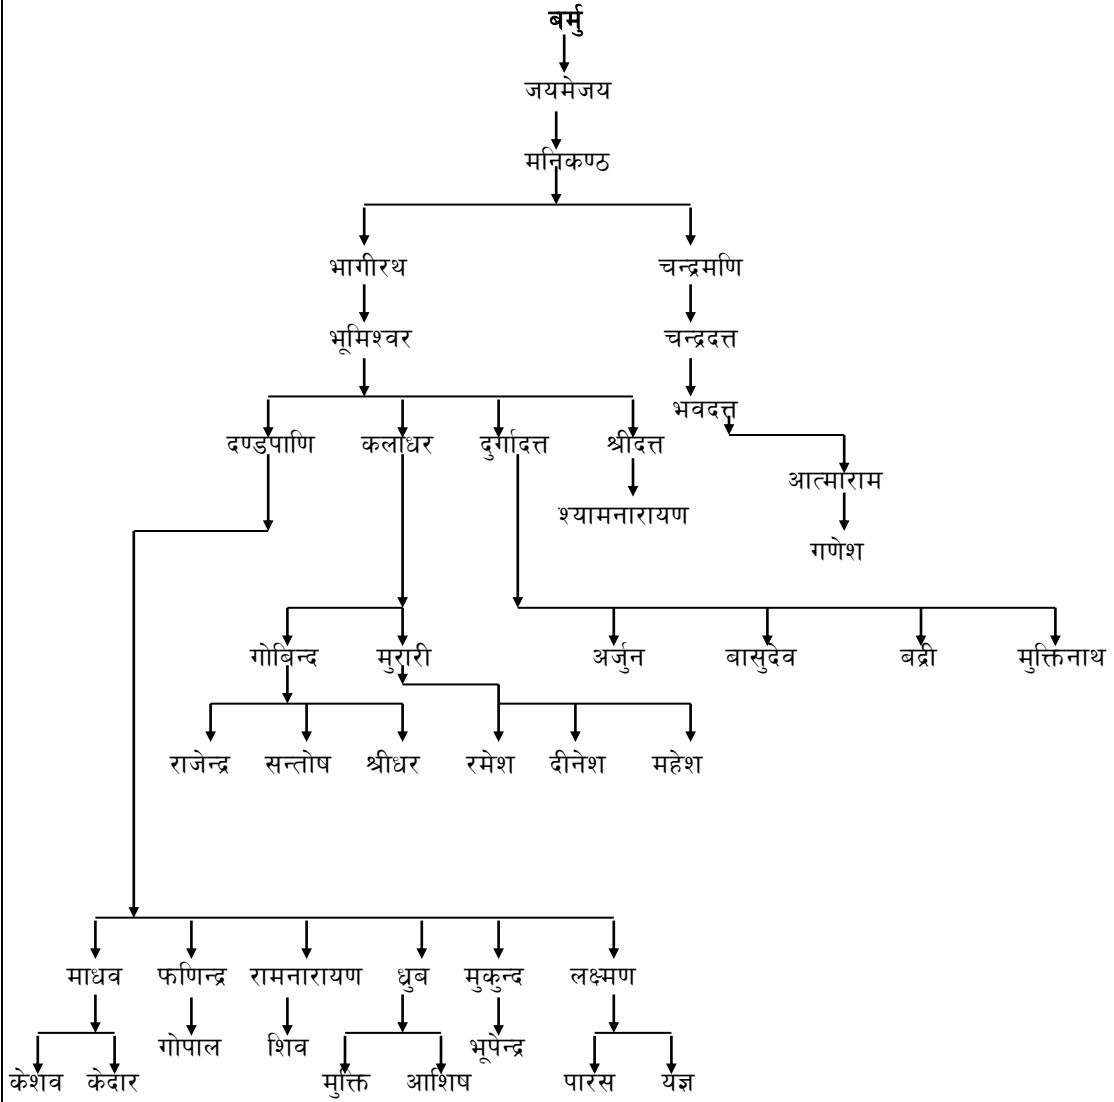 बर्मु
जयमेजय
मनिकण्ठ
भागीरथ चन्द्रमणि
भूमिश्वर चन्द्रदत्त
भवदत्त
दण्डपाणि कलाधर दुर्गादत्त श्रीदत्त
आत्माराम
श्यामनारायण
गणेश
गोबिन्द मुरारी अर्जुन बासुदेव बद्री मुक्तिनाथ
राजेन्द्र सन्तोष श्रीधर रमेश दीनेश महेश
माधव फणिन्द्र रामनारायण ध्रुब मुकुन्द लक्ष्मण
गोपाल शिव भूपेन्द्र
केशव केदार मुक्ति आशिष पारस यज्ञ